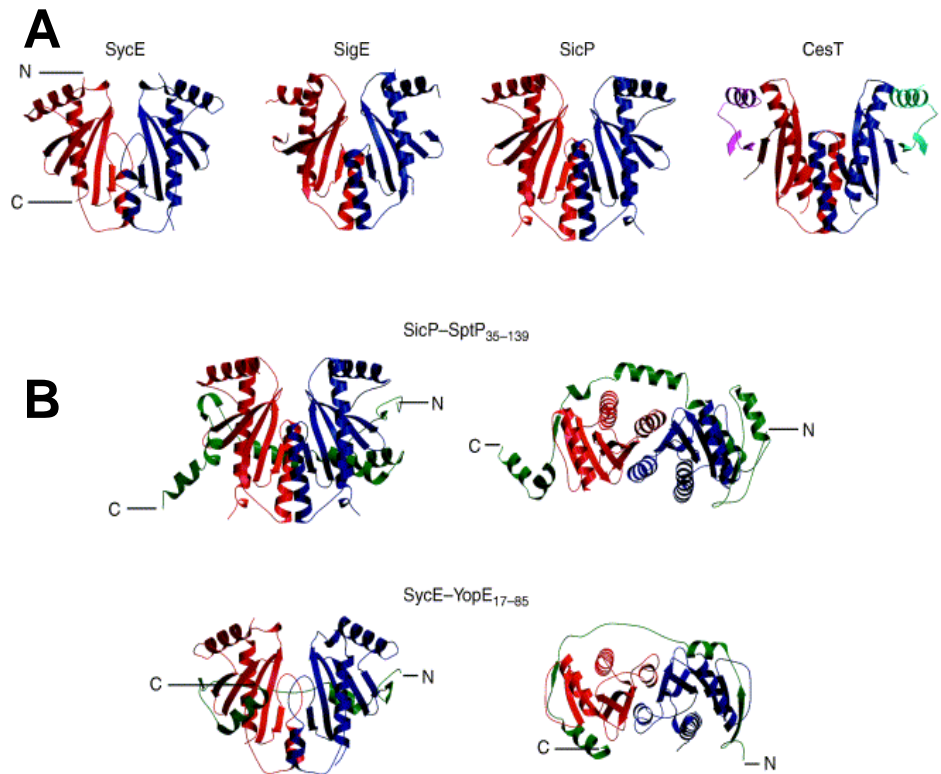 A
SycE
SigE
SicP
CesT
N
C
SicP–SptP35–139
B
N
C
C
N
SycE–YopE17–85
C
N
C
N